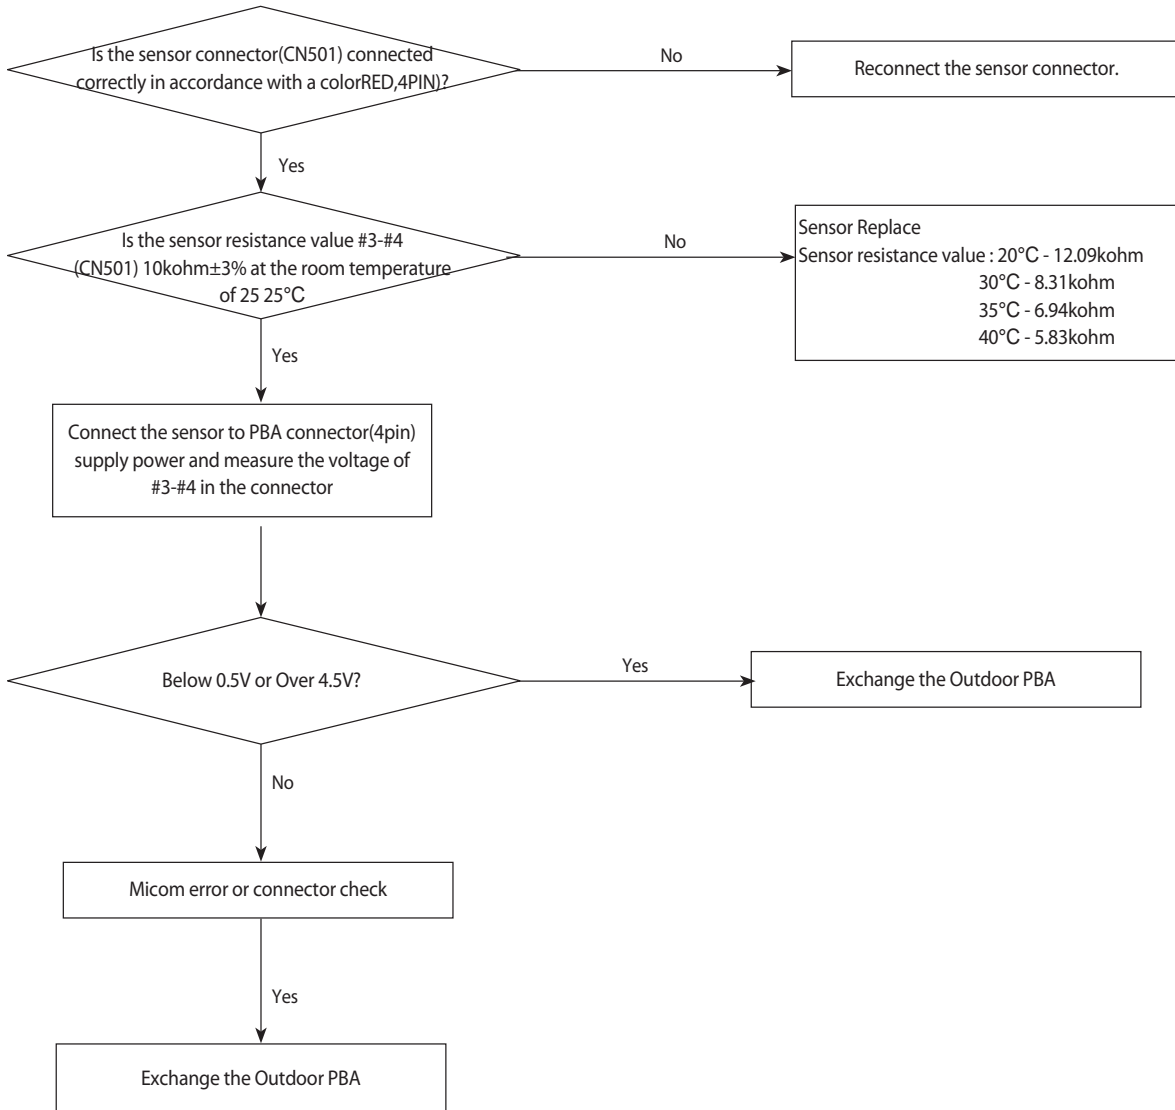 Is the sensor connector(CN501) connected
correctly in accordance with a colorRED,4PIN)?
No
Reconnect the sensor connector.
Yes
Is the sensor resistance value #3-#4
(CN501) 10kohm±3% at the room temperature
of 25 25°C
No
Sensor Replace
Sensor resistance value : 20°C - 12.09kohm
30°C - 8.31kohm
35°C - 6.94kohm
40°C - 5.83kohm
Yes
Connect the sensor to PBA connector(4pin)
supply power and measure the voltage of
#3-#4 in the connector
Below 0.5V or Over 4.5V?
Yes
Exchange the Outdoor PBA
No
Micom error or connector check
Yes
Exchange the Outdoor PBA